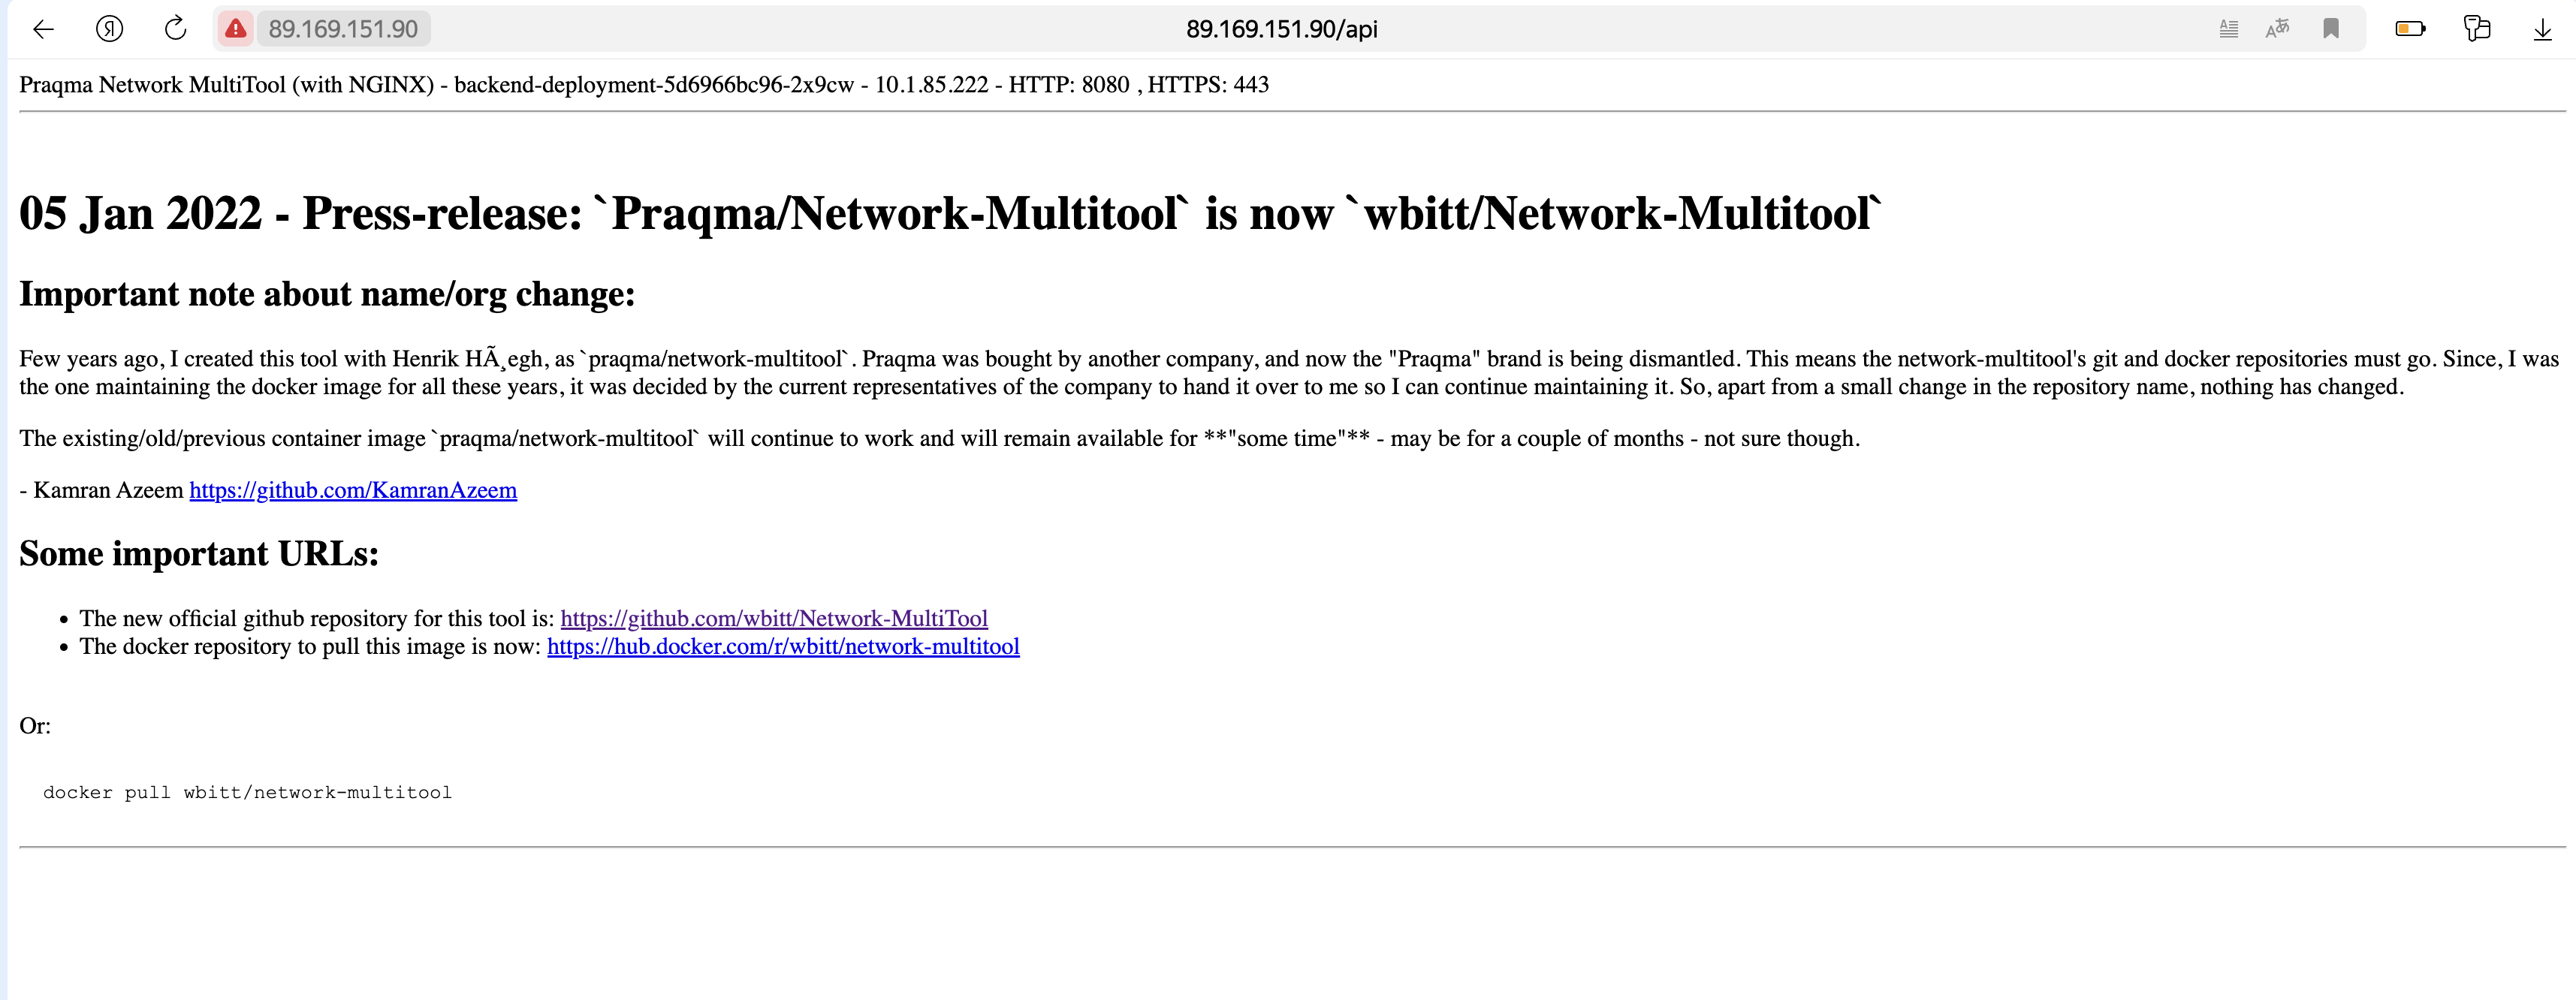 89.169.151.90
89.169.151.90/api
Praqma Network MultiTool (with NGINX) - backend-deployment-5d6966bc96-2x9cw - 10.1.85.222 - HTTP: 8080 , HTTPS: 443
05 Jan 2022 - Press-release: `Praqma/Network-Multitool` is now `wbitt/Network-Multitool`
Important note about name/org change:
Few years ago, I created this tool with Henrik HÃ¸egh, as `praqma/network-multitool`. Praqma was bought by another company, and now the "Praqma" brand is being dismantled. This means the network-multitool's git and docker repositories must go. Since, I was
the one maintaining the docker image for all these years, it was decided by the current representatives of the company to hand it over to me so I can continue maintaining it. So, apart from a small change in the repository name, nothing has changed.
The existing/old/previous container image `praqma/network-multitool` will continue to work and will remain available for **"some time"** - may be for a couple of months - not sure though.
- Kamran Azeem https://github.com/KamranAzeem
Some important URLs:
• The new official github repository for this tool is: https://github.com/wbitt/Network-MultiTool
• The docker repository to pull this image is now: https://hub.docker.com/r/wbitt/network-multitool
Or:
docker pull wbitt/network-multitool